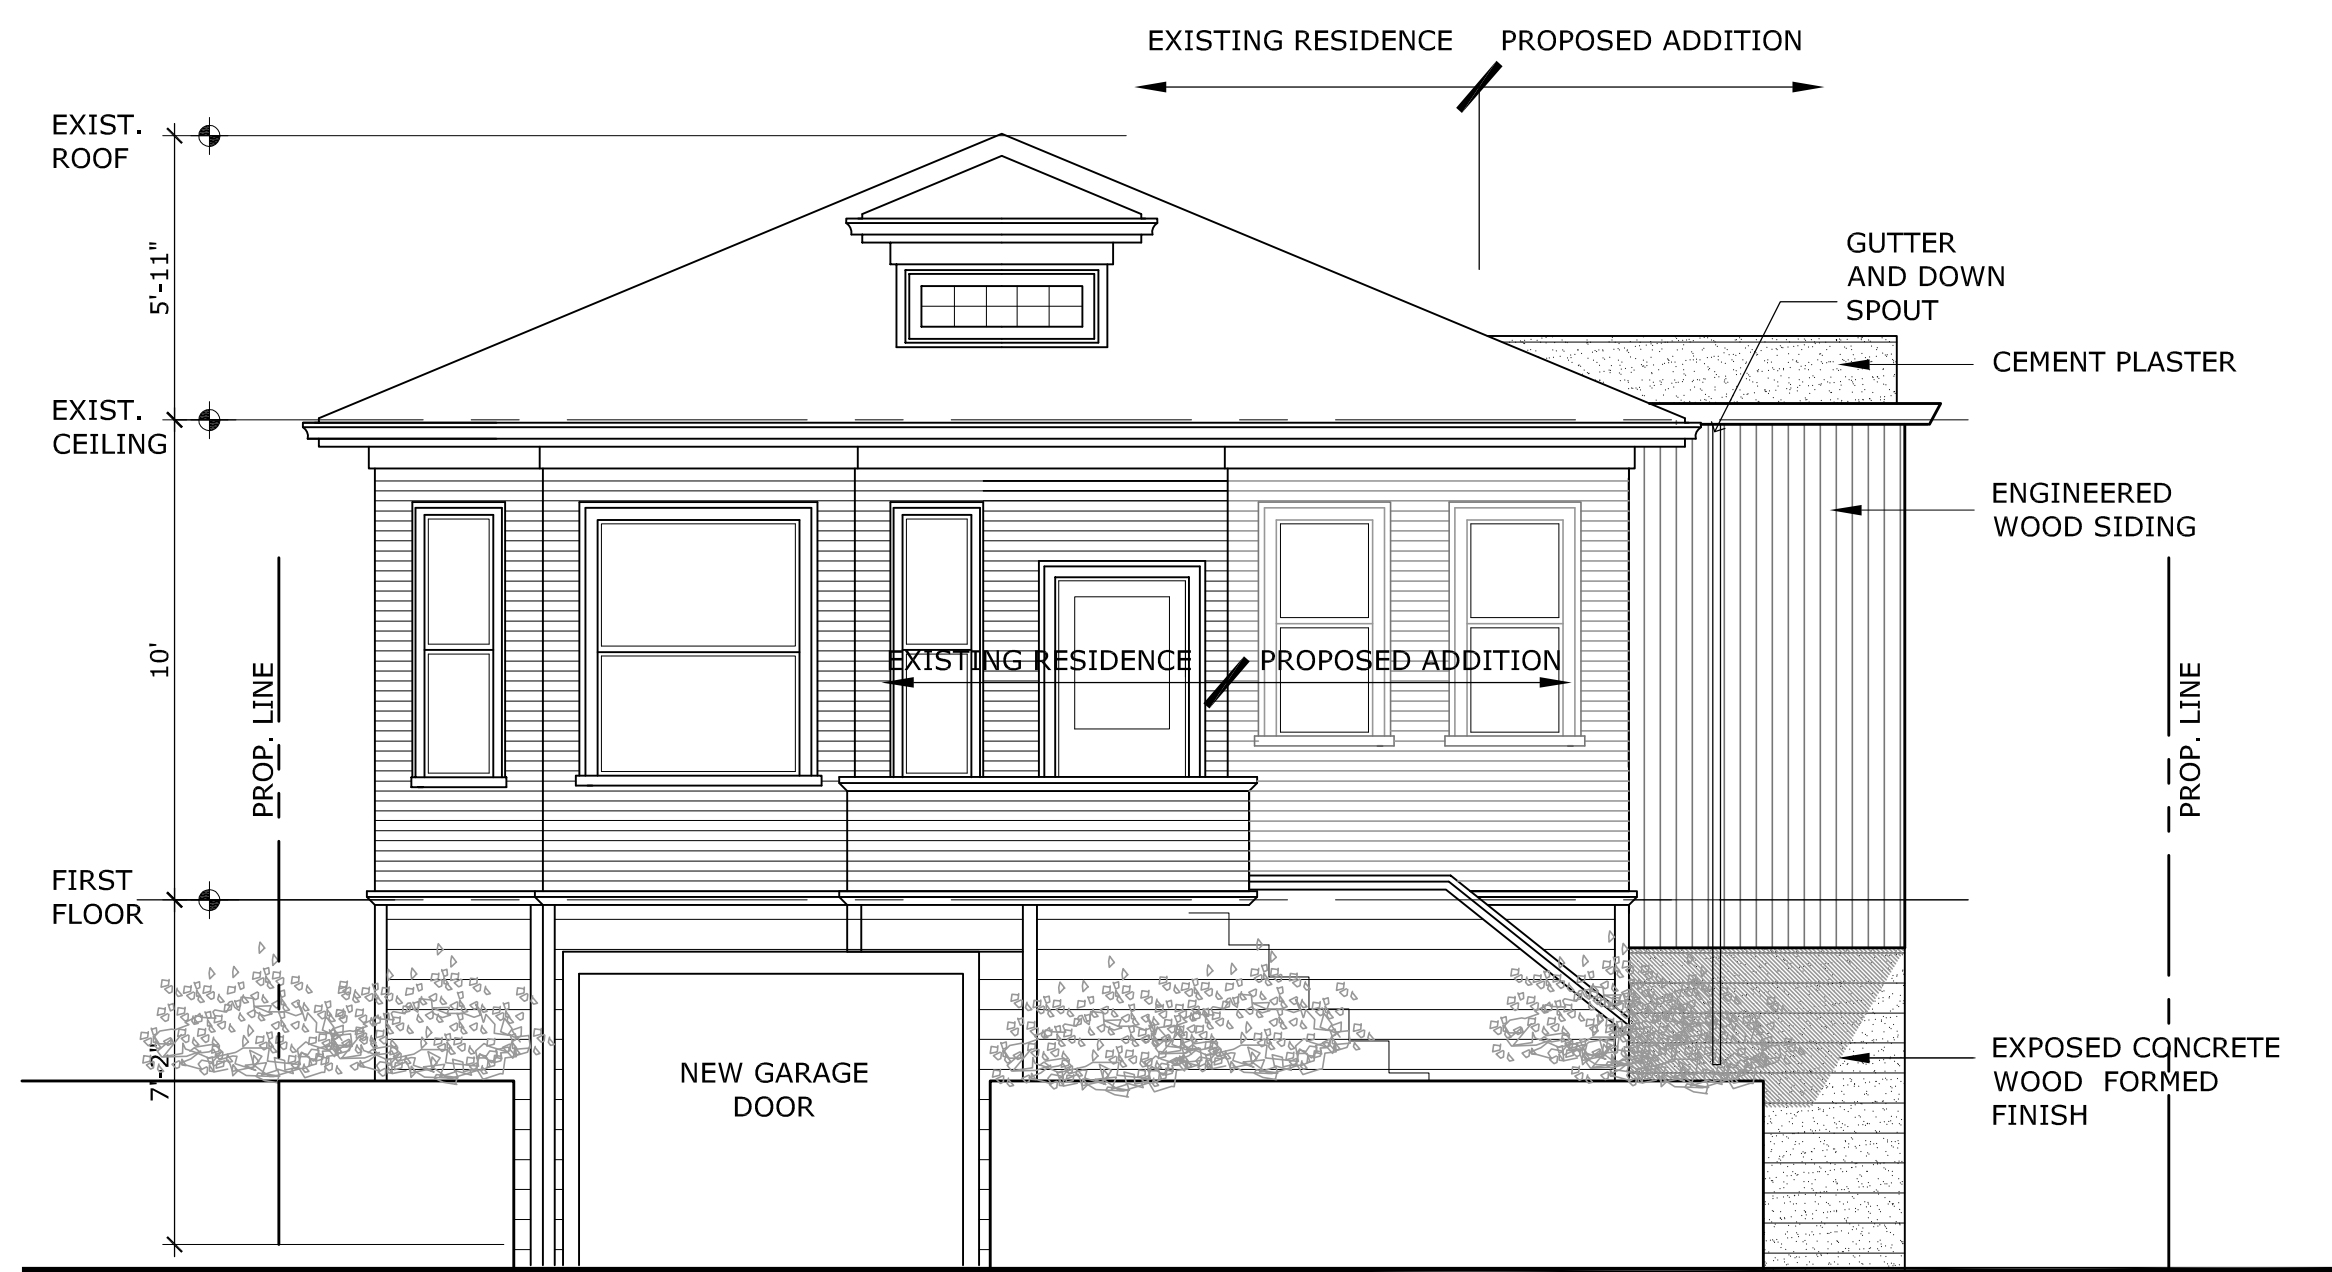 EXISTING RESIDENCE
PROPOSED ADDITION
EXIST.
ROOF
5'-11"
GUTTER
AND DOWN
SPOUT
CEMENT PLASTER
EXIST.
CEILING
ENGINEERED
WOOD SIDING
10'
EXISTING RESIDENCE
PROPOSED ADDITION
PROP. LINE
PROP. LINE
FIRST
FLOOR
7'-2"
NEW GARAGE
DOOR
EXPOSED CONCRETE
WOOD FORMED
FINISH